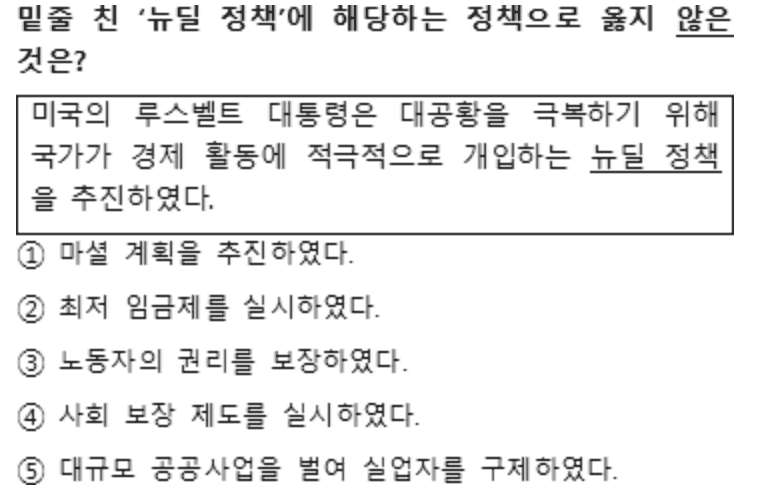 밑줄 친 ‘뉴딜 정책’에 해당하는 정책으로 옳지 않은
것은?
미국의 루스벨트 대통령은 대공황을 극복하기 위해
국가가 경제 활동에 적극적으로 개입하는 뉴딜 정책
을 추진하였다.
① 마셜 계획을 추진하였다.
② 최저 임금제를 실시하였다.
③ 노동자의 권리를 보장하였다.
④ 사회 보장 제도를 실시하였다.
⑤ 대규모 공공사업을 벌여 실업자를 구제하였다.